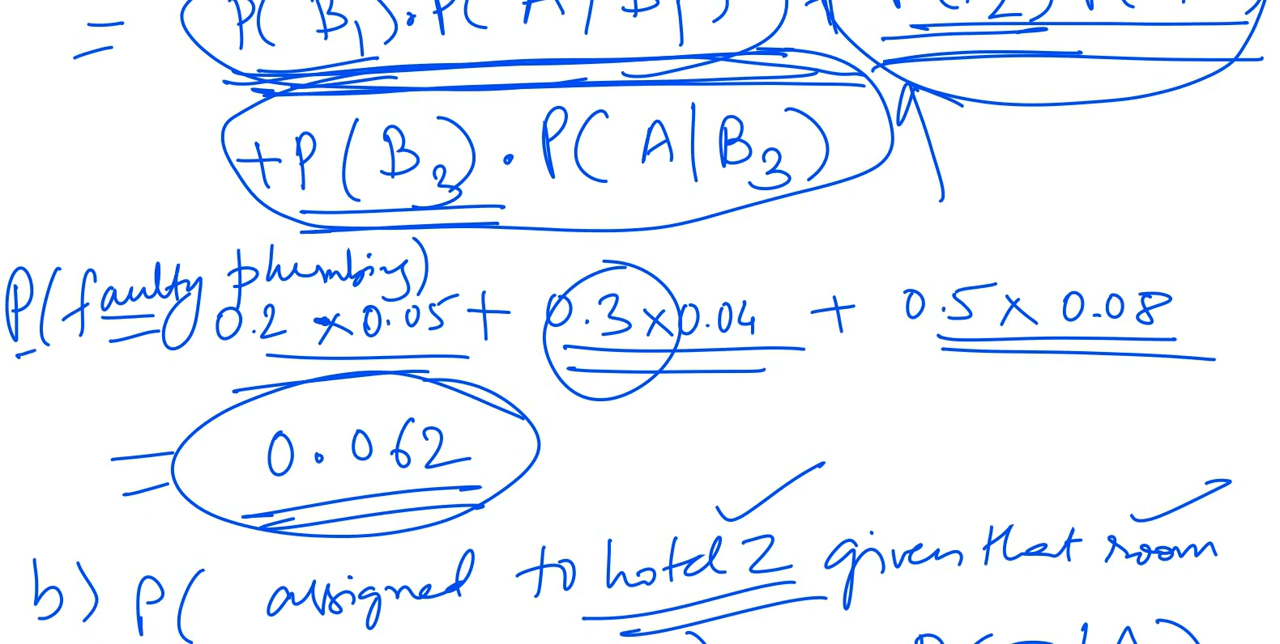 = P(B₁)·P(A|B₁)
+P(B₃)·P(A|B₃)
P(faulty plumbing)
0.2 × 0.05 + 0.3 × 0.04 + 0.5 × 0.08
= 0.062
b) P( assigned to hotel 2 given that room